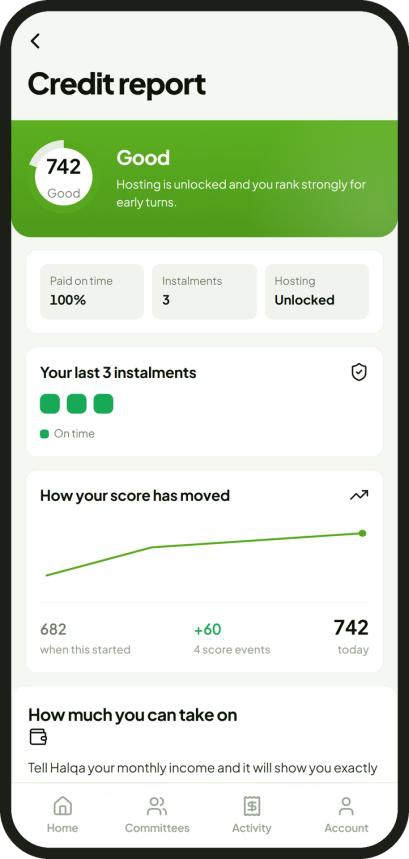 Credit report
742
Good
Good
Hosting is unlocked and you rank strongly for
early turns.
Paid on time
100%
Instalments
3
Hosting
Unlocked
Your last 3 instalments
On time
How your score has moved
682
when this started
+60
4 score events
742
today
How much you can take on
Tell Halqa your monthly income and it will show you exactly
Home
Committees
Activity
Account